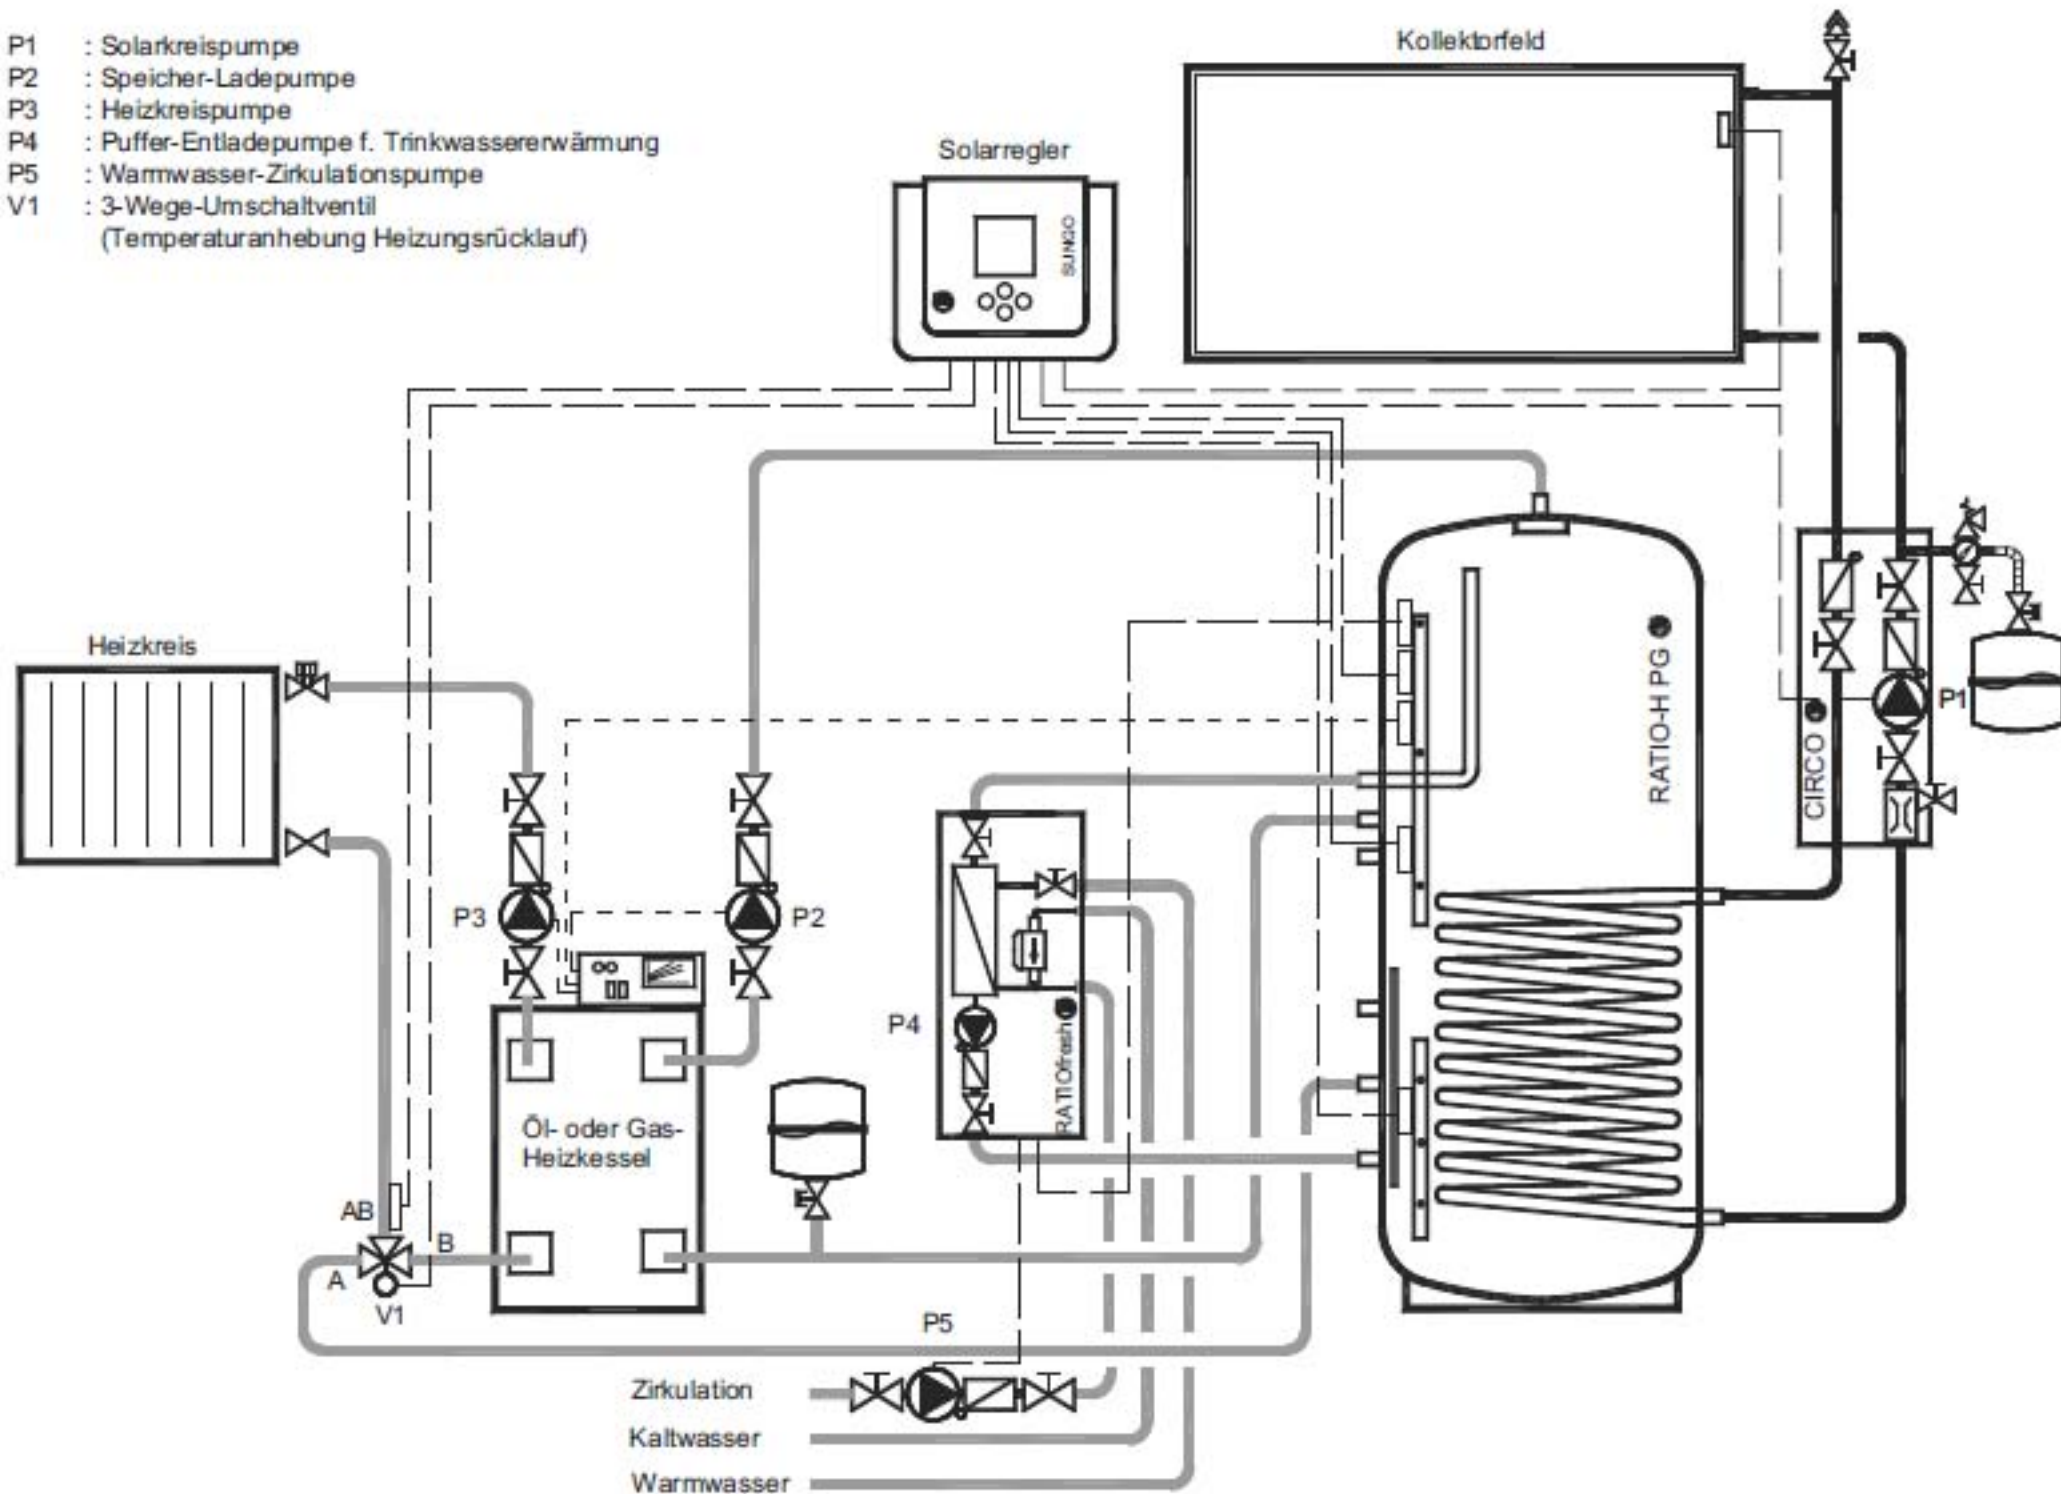 P1 : Solarkreispumpe
P2 : Speicher-Ladepumpe
P3 : Heizkreispumpe
P4 : Puffer-Entladepumpe f. Trinkwassererwärmung
P5 : Warmwasser-Zirkulationspumpe
V1 : 3-Wege-Umschaltventil
(Temperaturanhebung Heizungsrücklauf)
Kollektorfeld
Solarregler
SUNGO
Heizkreis
RATIO-H PG
CIRCO
P1
P3
P2
P4
RATIOfresh
Öl- oder Gas-
Heizkessel
AB
B
A
V1
P5
Zirkulation
Kaltwasser
Warmwasser